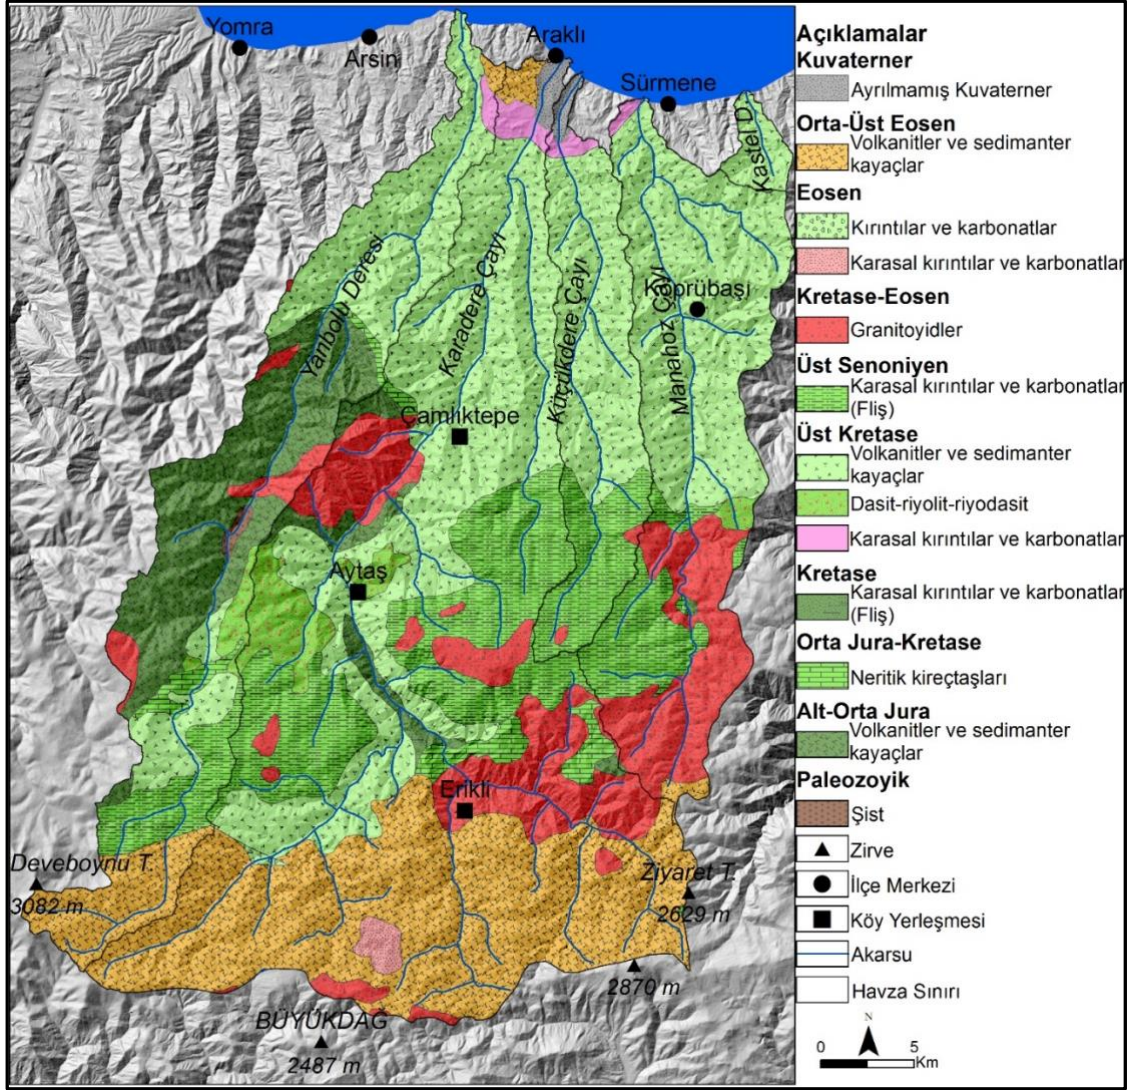 Yomra
Arsin
Araklı
Sürmene
Kastel D.
Yanbolu Deresi
Karadere Çayı
Küçükdere Çayı
Manahoz Çayı
Köprübaşı
Çamlıktepe
Aytaş
Erikli
Deveboynu T.
3082 m
Ziyaret T.
2629 m
2870 m
BÜYÜKDAĞ
2487 m
Açıklamalar
Kuvaterner
Ayrılmamış Kuvaterner
Orta-Üst Eosen
Volkanitler ve sedimanter
kayaçlar
Eosen
Kırıntılar ve karbonatlar
Karasal kırıntılar ve karbonatlar
Kretase-Eosen
Granitoyidler
Üst Senoniyen
Karasal kırıntılar ve karbonatlar
(Fliş)
Üst Kretase
Volkanitler ve sedimanter
kayaçlar
Dasit-riyolit-riyodasit
Karasal kırıntılar ve karbonatlar
Kretase
Karasal kırıntılar ve karbonatlar
(Fliş)
Orta Jura-Kretase
Neritik kireçtaşları
Alt-Orta Jura
Volkanitler ve sedimanter
kayaçlar
Paleozoyik
Şist
Zirve
İlçe Merkezi
Köy Yerleşmesi
Akarsu
Havza Sınırı
N
0 5
Km